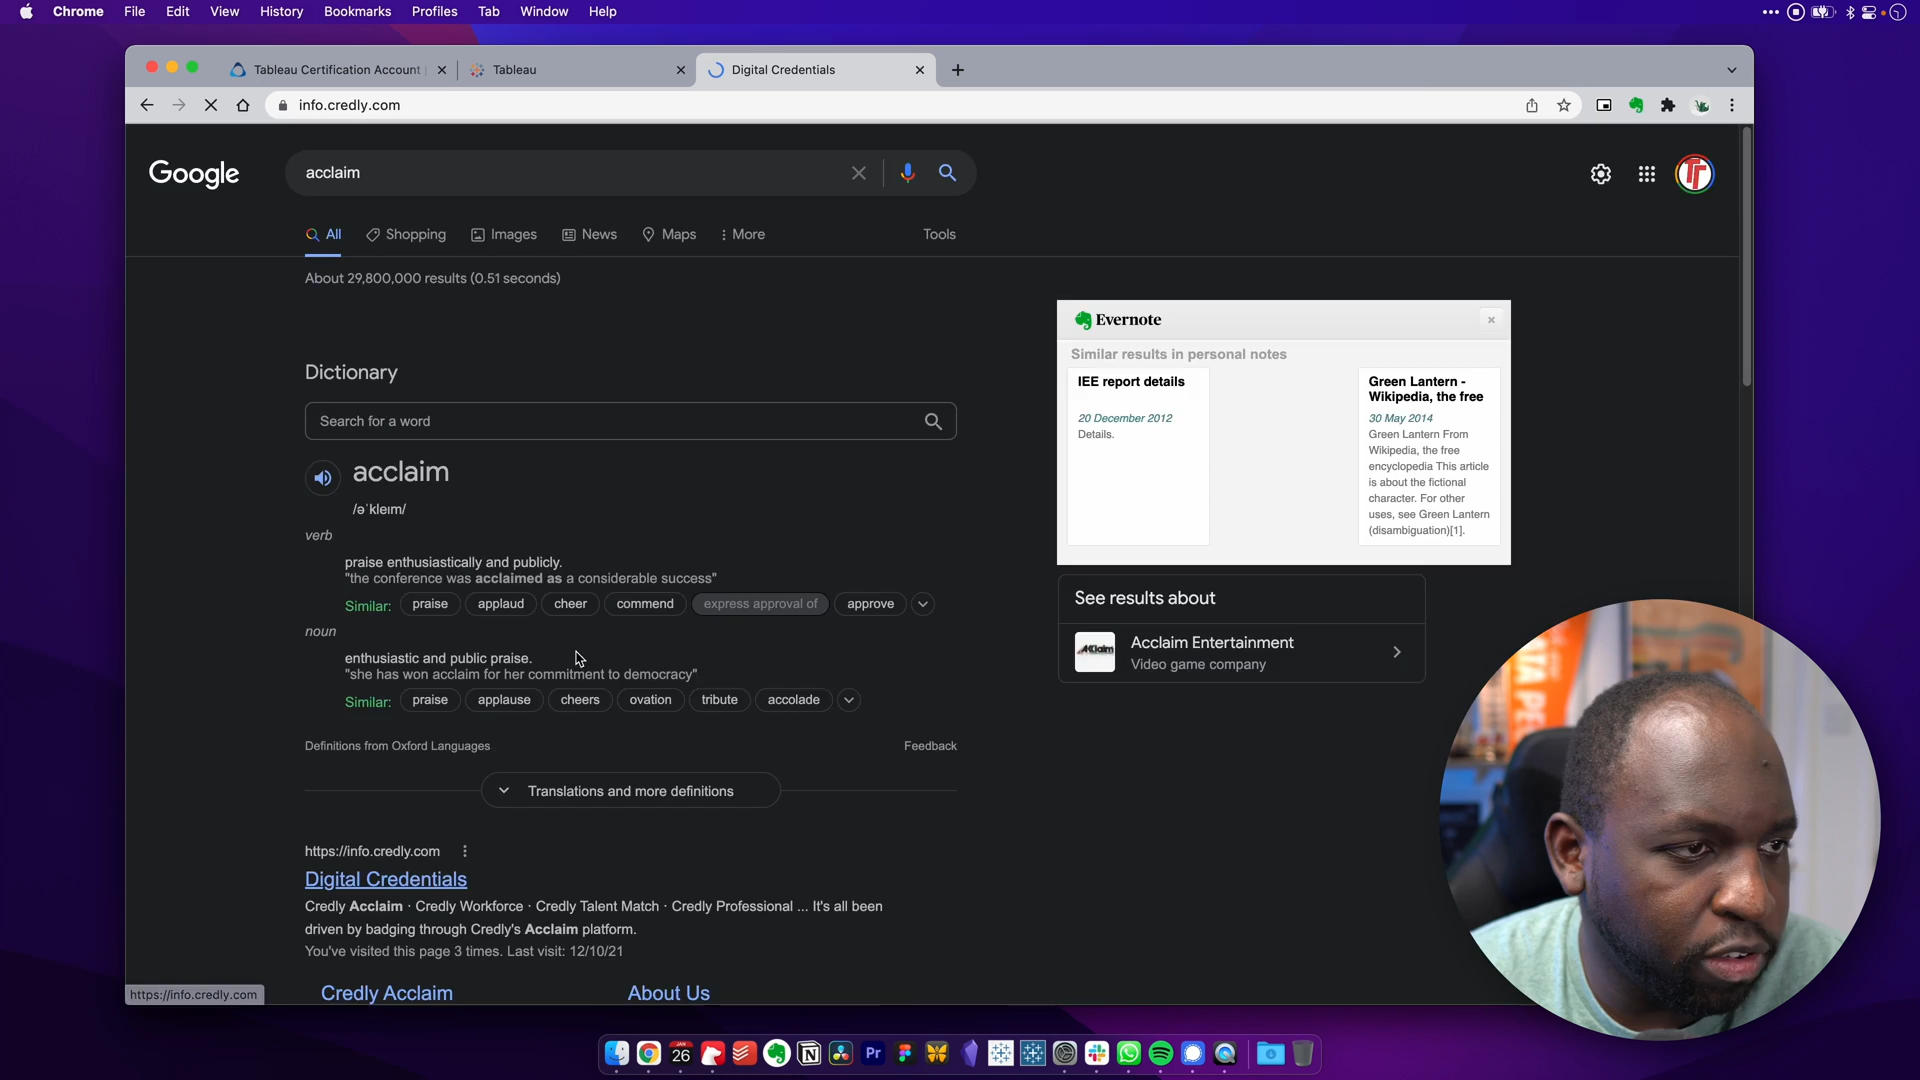 Chrome File Edit View History Bookmarks Profiles Tab Window Help
Tableau Certification Account
Tableau
Digital Credentials
info.credly.com
Google
acclaim
All
Shopping
Images
News
Maps
More
Tools
About 29,800,000 results (0.51 seconds)
Dictionary
Search for a word
acclaim
/əˈkleɪm/
verb
praise enthusiastically and publicly.
"the conference was acclaimed as a considerable success"
Similar: praise applaud cheer commend express approval of approve
noun
enthusiastic and public praise.
"she has won acclaim for her commitment to democracy"
Similar: praise applause cheers ovation tribute accolade
Definitions from Oxford Languages
Feedback
Translations and more definitions
https://info.credly.com
Digital Credentials
Credly Acclaim · Credly Workforce · Credly Talent Match · Credly Professional ... It's all been
driven by badging through Credly's Acclaim platform.
You've visited this page 3 times. Last visit: 12/10/21
Credly Acclaim
About Us
https://info.credly.com
Evernote
Similar results in personal notes
IEE report details
20 December 2012
Details.
Green Lantern -
Wikipedia, the free
30 May 2014
Green Lantern From
Wikipedia, the free
encyclopedia This article
is about the fictional
character. For other
uses, see Green Lantern
(disambiguation)[1].
See results about
Acclaim
Acclaim Entertainment
Video game company
JAN
26
Pr